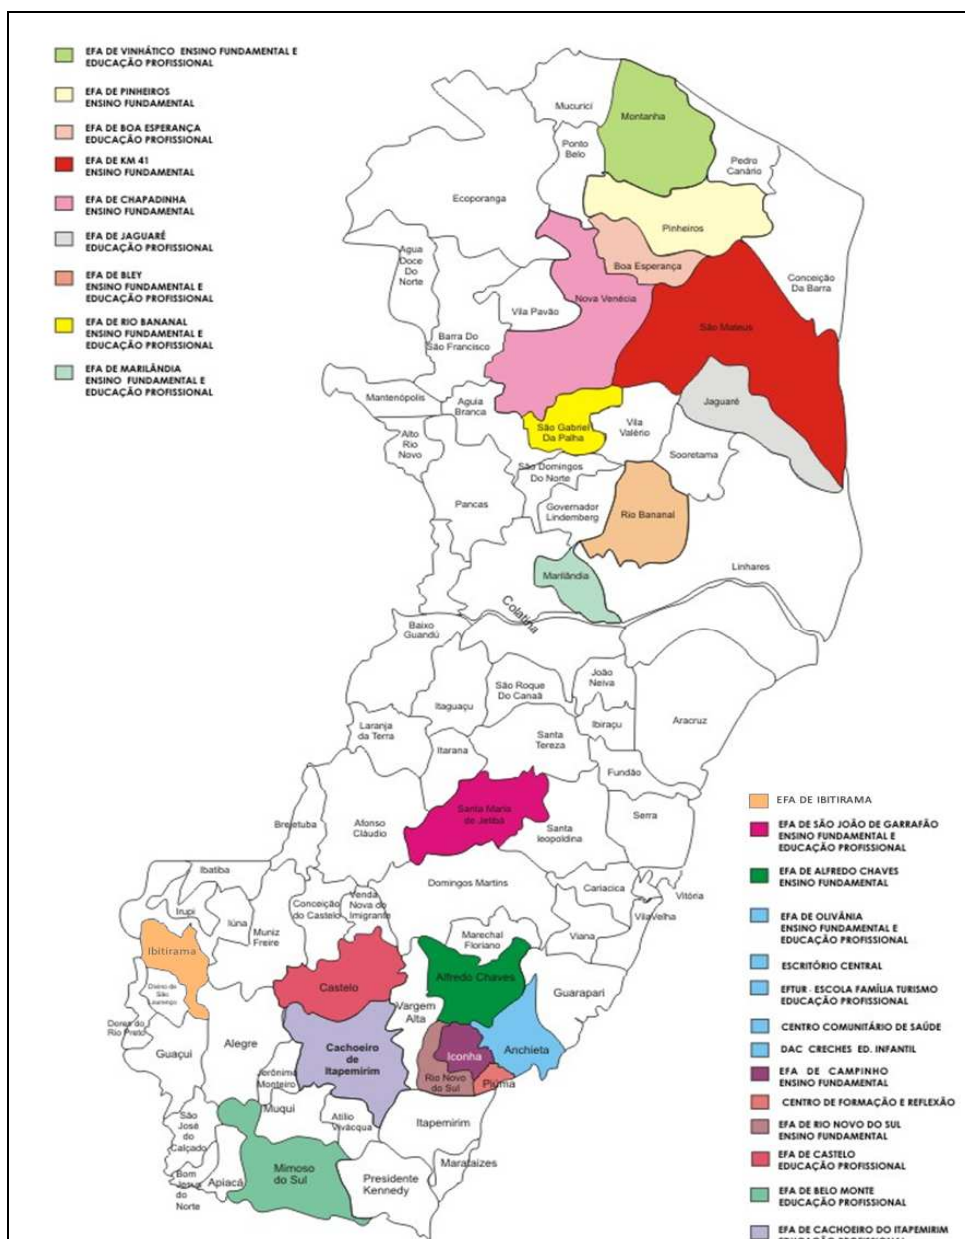 EFA DE VINHÁTICO ENSINO FUNDAMENTAL E
EDUCAÇÃO PROFISSIONAL
EFA DE PINHEIROS
ENSINO FUNDAMENTAL
EFA DE BOA ESPERANÇA
EDUCAÇÃO PROFISSIONAL
EFA DE KM 41
ENSINO FUNDAMENTAL
EFA DE CHAPADINHA
ENSINO FUNDAMENTAL
EFA DE JAGUARÉ
EDUCAÇÃO PROFISSIONAL
EFA DE BLEY
ENSINO FUNDAMENTAL E
EDUCAÇÃO PROFISSIONAL
EFA DE RIO BANANAL
ENSINO FUNDAMENTAL E
EDUCAÇÃO PROFISSIONAL
EFA DE MARILÂNDIA
ENSINO FUNDAMENTAL E
EDUCAÇÃO PROFISSIONAL
Mucurici
Montanha
Ponto
Belo
Pedro
Canário
Ecoporanga
Pinheiros
Agua
Doce
Do
Norte
Boa Esperança
Conceição
Da Barra
Nova Venécia
Vila Pavão
São Mateus
Barra Do
São Francisco
Mantenópolis
Aguia
Branca
Jaguaré
São Gabriel
Da Palha
Vila
Valério
Alto
Rio
Novo
Sooretama
São Domingos
Do Norte
Pancas
Governador
Lindemberg
Rio Bananal
Marilândia
Linhares
Colatina
Baixo
Guandú
João
Neiva
São Roque
Do Canaã
Itaguaçu
Laranja
da Terra
Ibiraçu
Aracruz
Santa
Tereza
Itarana
Fundão
Santa Maria
de Jetibá
Serra
Brejetuba
Afonso
Cláudio
Santa
leopoldina
Ibatiba
Domingos Martins
Cariacica
Vitória
Venda
Nova do
Imigrante
Conceição
do Castelo
Irupi
Iúna
Muniz
Freire
Vila Velha
Viana
Marechal
Floriano
Ibitirama
Divino de
São
Lourenço
Castelo
Alfredo Chaves
Guarapari
Vargem
Alta
Dores do
Rio Preto
Guaçuí
Alegre
Cachoeiro
de
Itapemirim
Iconha
Anchieta
Jerônimo
Monteiro
Rio Novo
do Sul
Piúma
Muqui
São
José
do
Calçado
Atílio
Vivácqua
Itapemirim
Marataizes
Bom
Jesus
do
Norte
Apiacá
Mimoso
do Sul
Presidente
Kennedy
EFA DE IBITIRAMA
EFA DE SÃO JOÃO DE GARRAFÃO
ENSINO FUNDAMENTAL E
EDUCAÇÃO PROFISSIONAL
EFA DE ALFREDO CHAVES
ENSINO FUNDAMENTAL
EFA DE OLIVÂNIA
ENSINO FUNDAMENTAL E
EDUCAÇÃO PROFISSIONAL
ESCRITÓRIO CENTRAL
EFTUR - ESCOLA FAMÍLIA TURISMO
EDUCAÇÃO PROFISSIONAL
CENTRO COMUNITÁRIO DE SAÚDE
DAC CRECHES ED. INFANTIL
EFA DE CAMPINHO
ENSINO FUNDAMENTAL
CENTRO DE FORMAÇÃO E REFLEXÃO
EFA DE RIO NOVO DO SUL
ENSINO FUNDAMENTAL
EFA DE CASTELO
EDUCAÇÃO PROFISSIONAL
EFA DE BELO MONTE
EDUCAÇÃO PROFISSIONAL
EFA DE CACHOEIRO DO ITAPEMIRIM